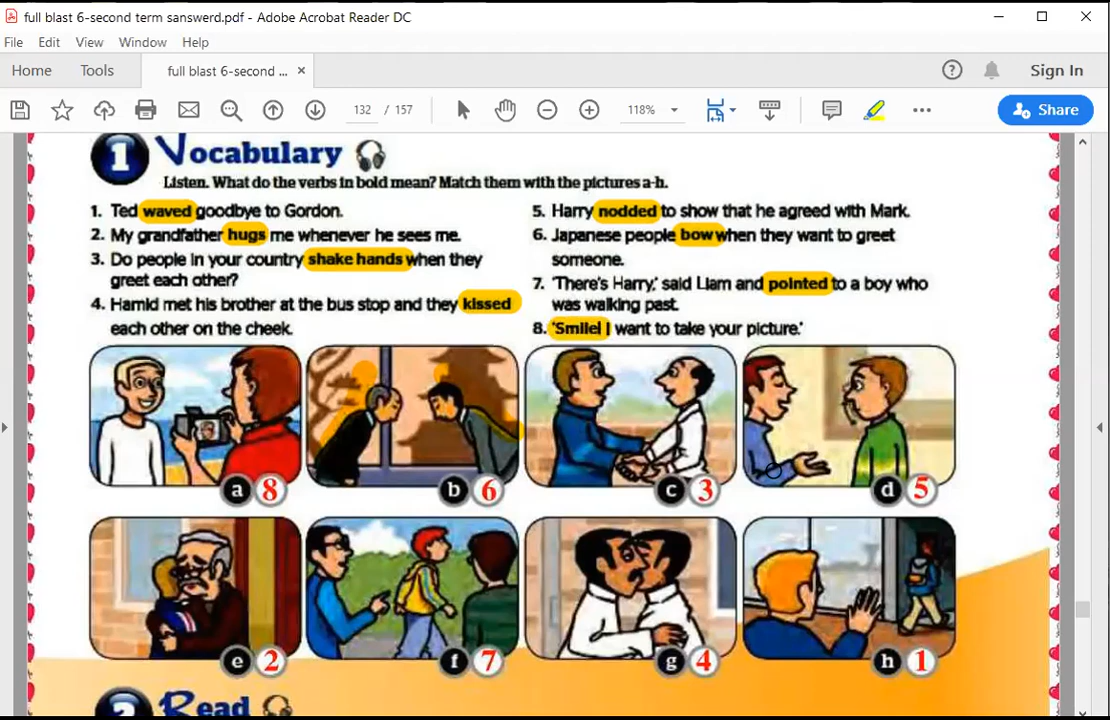 full blast 6-second term sanswerd.pdf - Adobe Acrobat Reader DC
File Edit View Window Help
Home Tools full blast 6-second ... × Sign In
132 / 157 118% Share
1 Vocabulary
Listen. What do the verbs in bold mean? Match them with the pictures a-h.
1. Ted waved goodbye to Gordon.
2. My grandfather hugs me whenever he sees me.
3. Do people in your country shake hands when they
greet each other?
4. Hamid met his brother at the bus stop and they kissed
each other on the cheek.
5. Harry nodded to show that he agreed with Mark.
6. Japanese people bow when they want to greet
someone.
7. 'There's Harry,' said Liam and pointed to a boy who
was walking past.
8. 'Smile! I want to take your picture.'
a 8 b 6 c 3 d 5
e 2 f 7 g 4 h 1
2 Read